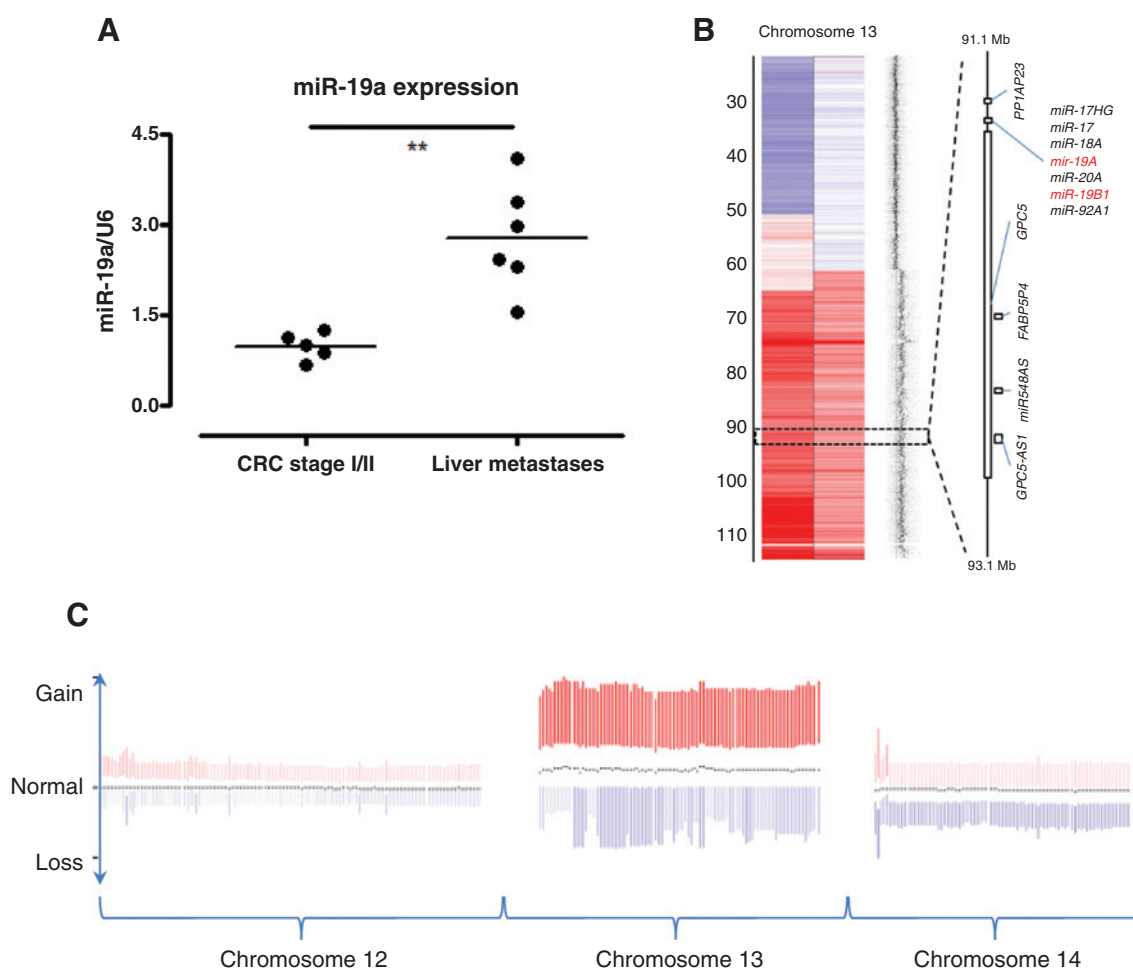 A
miR-19a expression
**
miR-19a/U6
4.5
3.0
1.5
0.0
CRC stage I/II
Liver metastases
B
Chromosome 13
30
40
50
60
70
80
90
100
110
91.1 Mb
PP1AP23
miR-17HG
miR-17
miR-18A
mir-19A
miR-20A
miR-19B1
miR-92A1
GPC5
FABP5P4
miR548AS
GPC5-AS1
93.1 Mb
C
Gain
Normal
Loss
Chromosome 12
Chromosome 13
Chromosome 14